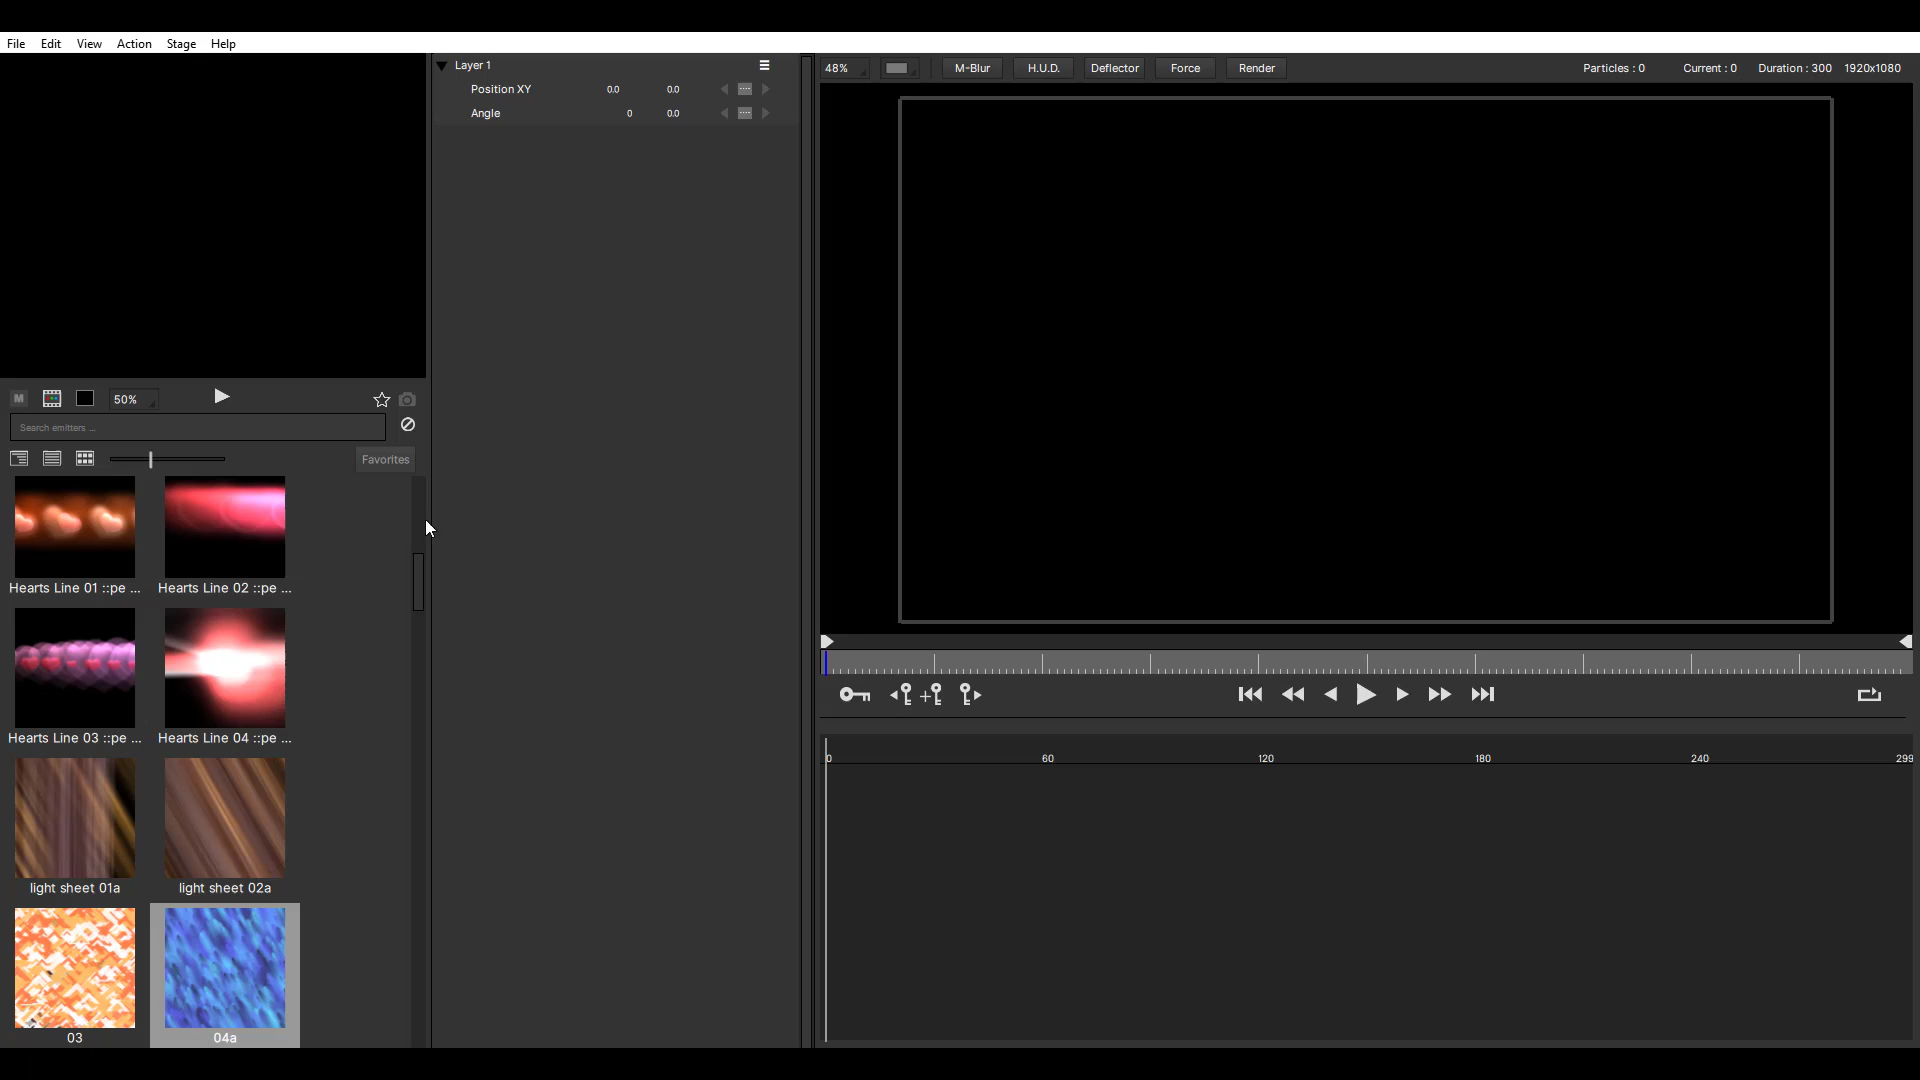 File Edit View Action Stage Help
Layer 1
Position XY 0.0 0.0
Angle 0 0.0
48% M-Blur H.U.D. Deflector Force Render Particles : 0 Current : 0 Duration : 300 1920x1080
M 50%
Search emitters ...
Favorites
Hearts Line 01 ::pe ... Hearts Line 02 ::pe ...
Hearts Line 03 ::pe ... Hearts Line 04 ::pe ...
light sheet 01a light sheet 02a
03 04a
0 60 120 180 240 299